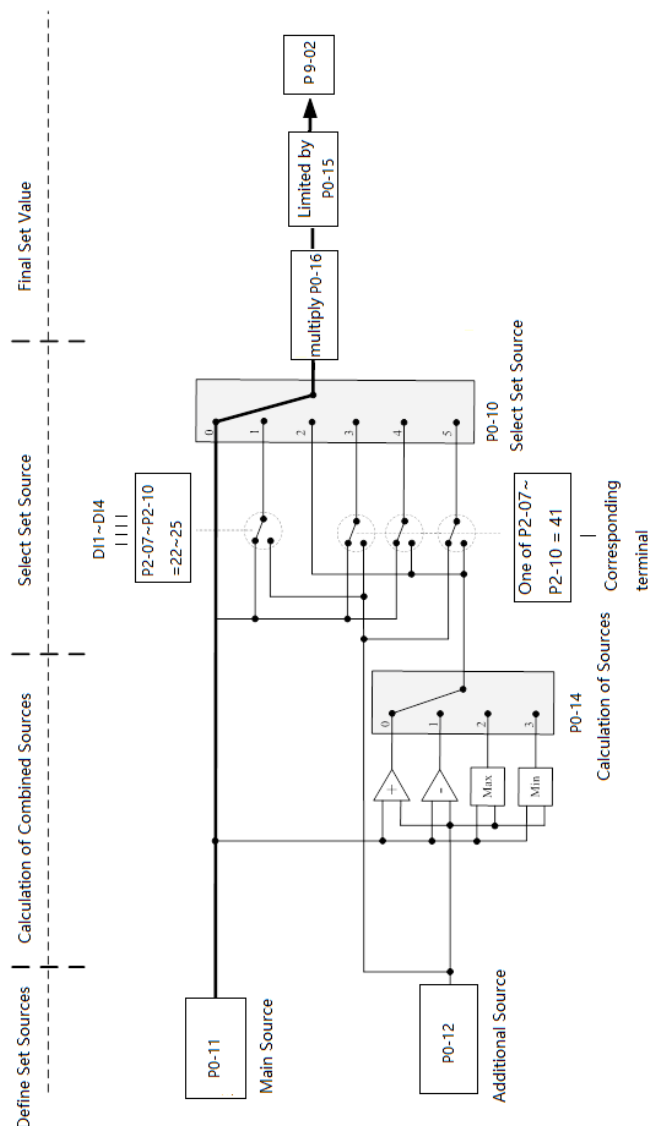 Define Set Sources
Calculation of Combined Sources
Select Set Source
Final Set Value
DI1~DI4
P2-07~P2-10
=22~25
P0-11
Main Source
P0-12
Additional Source
+
-
Max
Min
0
1
2
3
P0-14
Calculation of Sources
One of P2-07~
P2-10 = 41
Corresponding
terminal
0
1
2
3
4
5
P0-10
Select Set Source
multiply P0-16
Limited by
P0-15
P 9-02